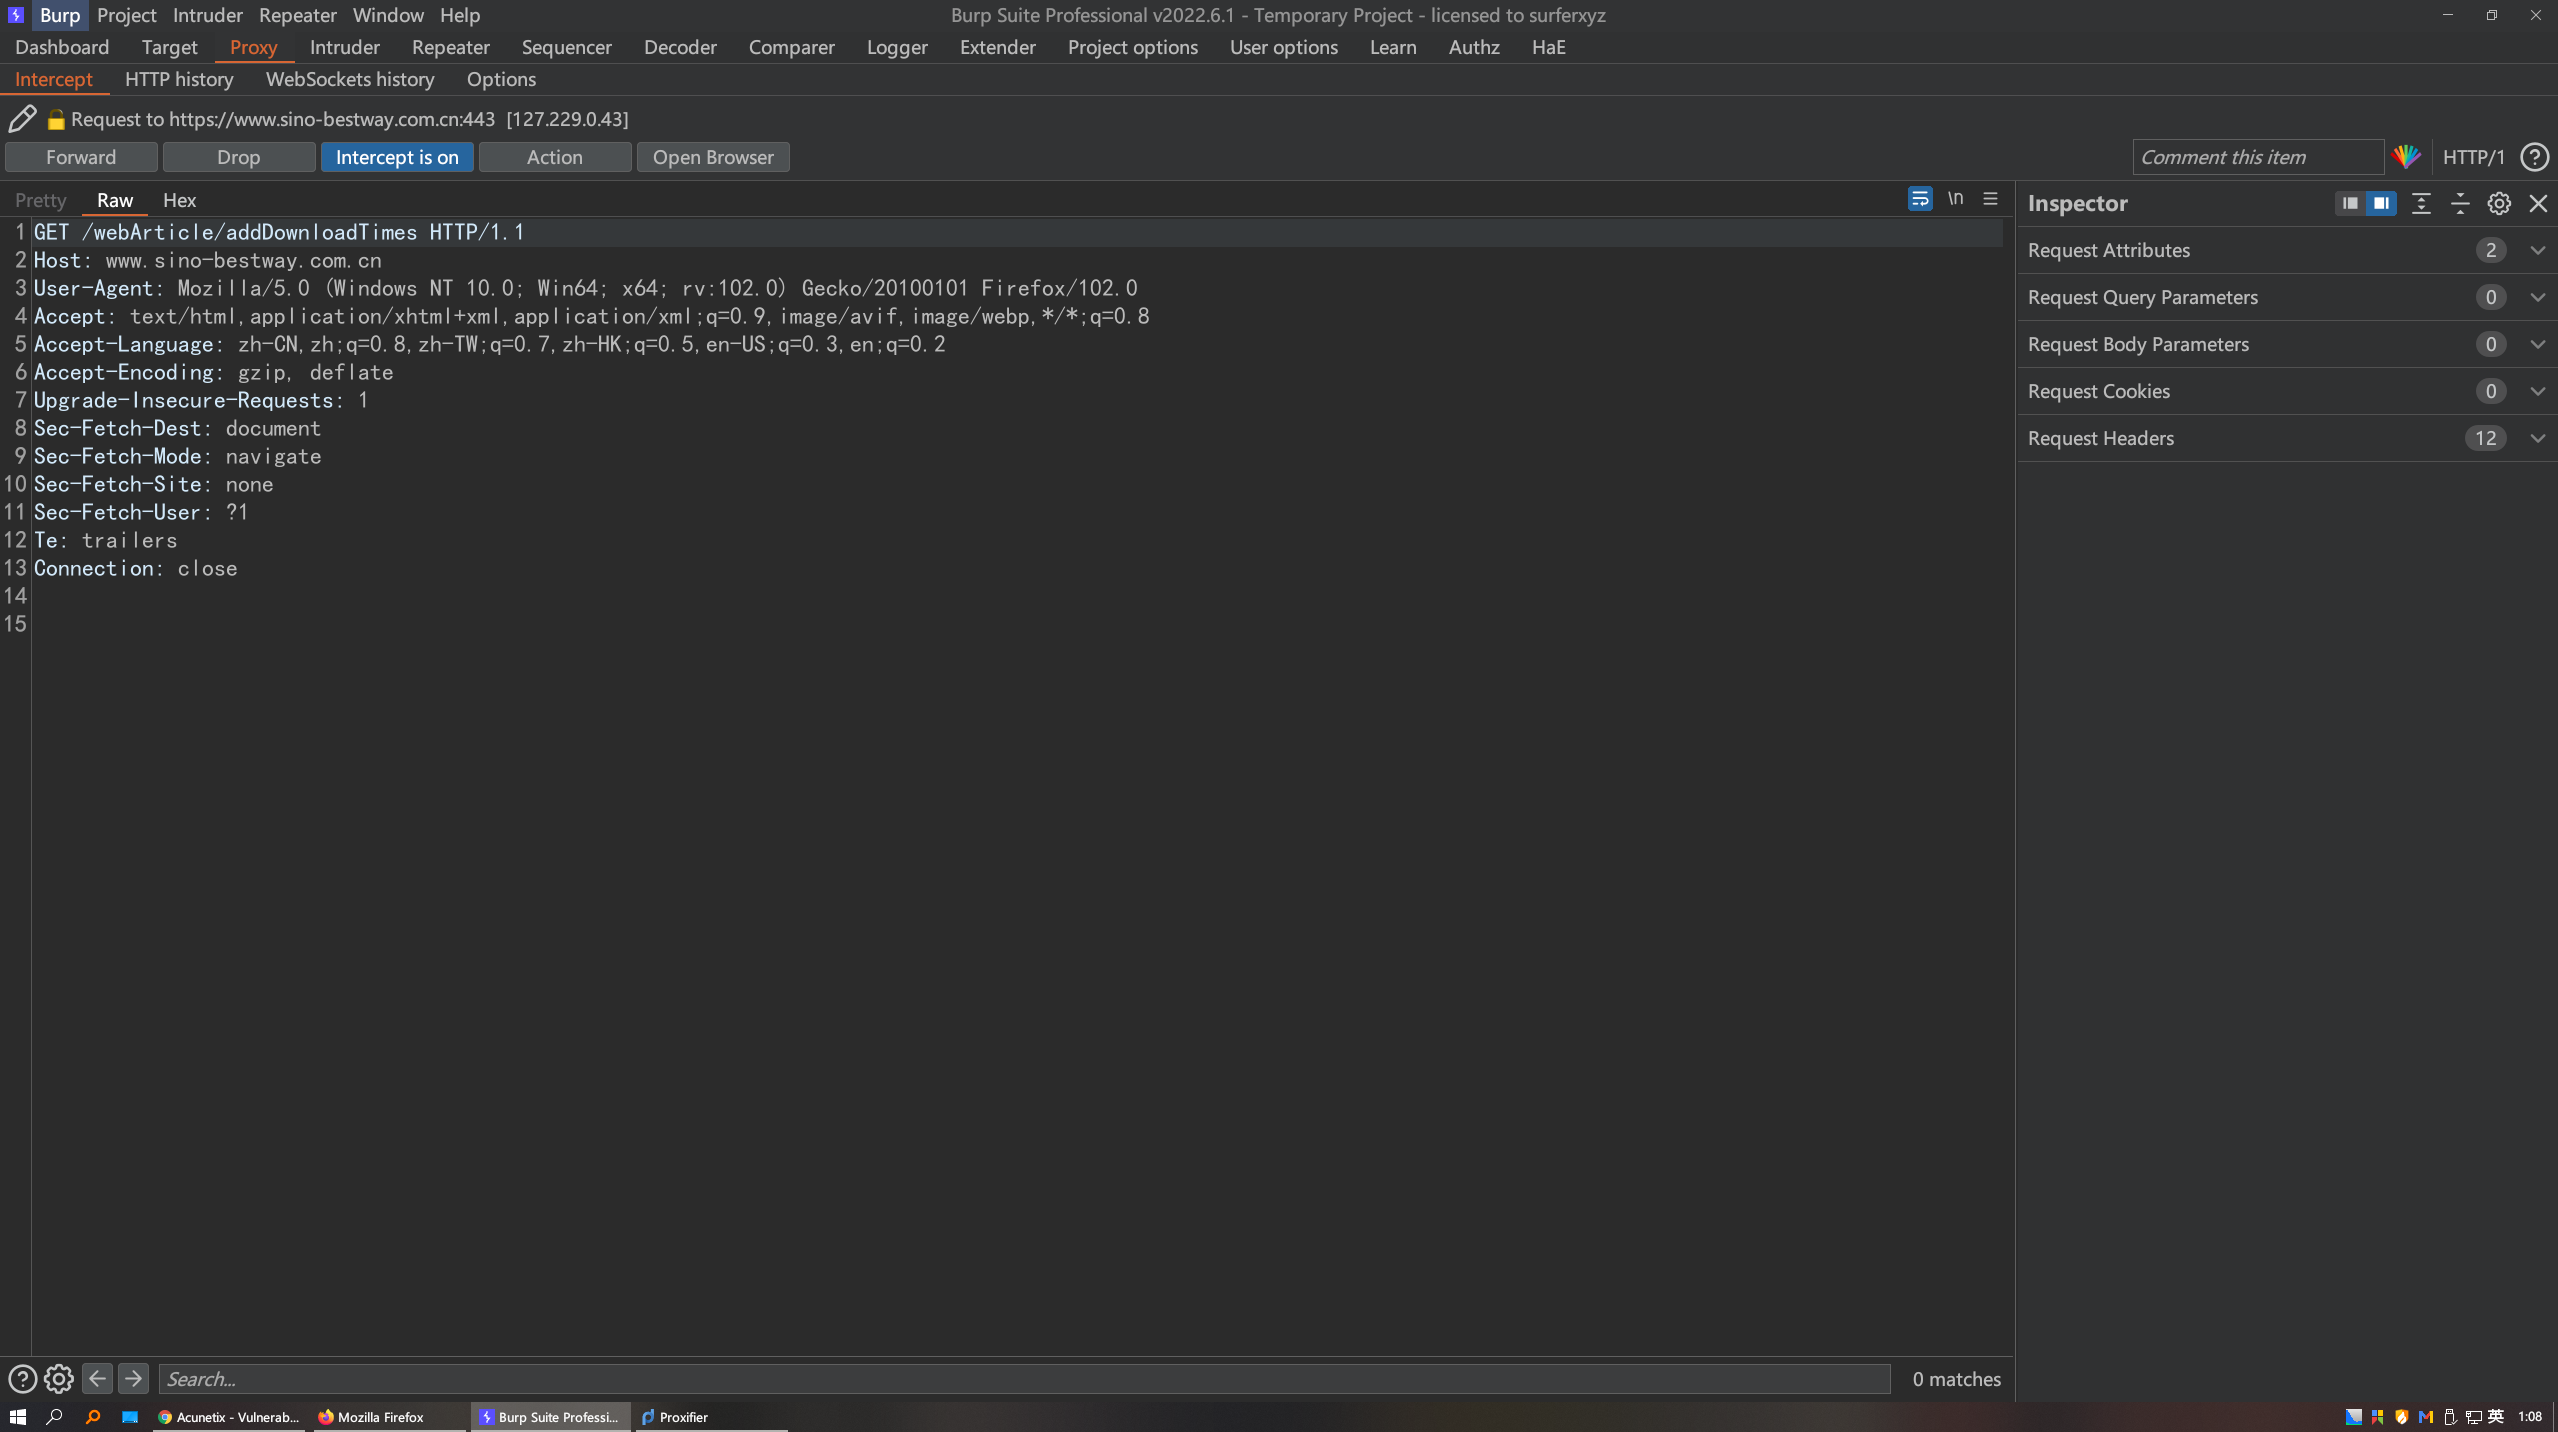 Burp Project Intruder Repeater Window Help
Burp Suite Professional v2022.6.1 - Temporary Project - licensed to surferxyz
Dashboard Target Proxy Intruder Repeater Sequencer Decoder Comparer Logger Extender Project options User options Learn Authz HaE
Intercept HTTP history WebSockets history Options
Request to https://www.sino-bestway.com.cn:443 [127.229.0.43]
Forward Drop Intercept is on Action Open Browser
Comment this item HTTP/1
Pretty Raw Hex
\n
Inspector
1 GET /webArticle/addDownloadTimes HTTP/1.1
2 Host: www.sino-bestway.com.cn
3 User-Agent: Mozilla/5.0 (Windows NT 10.0; Win64; x64; rv:102.0) Gecko/20100101 Firefox/102.0
4 Accept: text/html,application/xhtml+xml,application/xml;q=0.9,image/avif,image/webp,*/*;q=0.8
5 Accept-Language: zh-CN,zh;q=0.8,zh-TW;q=0.7,zh-HK;q=0.5,en-US;q=0.3,en;q=0.2
6 Accept-Encoding: gzip, deflate
7 Upgrade-Insecure-Requests: 1
8 Sec-Fetch-Dest: document
9 Sec-Fetch-Mode: navigate
10 Sec-Fetch-Site: none
11 Sec-Fetch-User: ?1
12 Te: trailers
13 Connection: close
14
15
Request Attributes 2
Request Query Parameters 0
Request Body Parameters 0
Request Cookies 0
Request Headers 12
Search...
0 matches
Acunetix - Vulnerab... Mozilla Firefox Burp Suite Professi... Proxifier
英 1:08